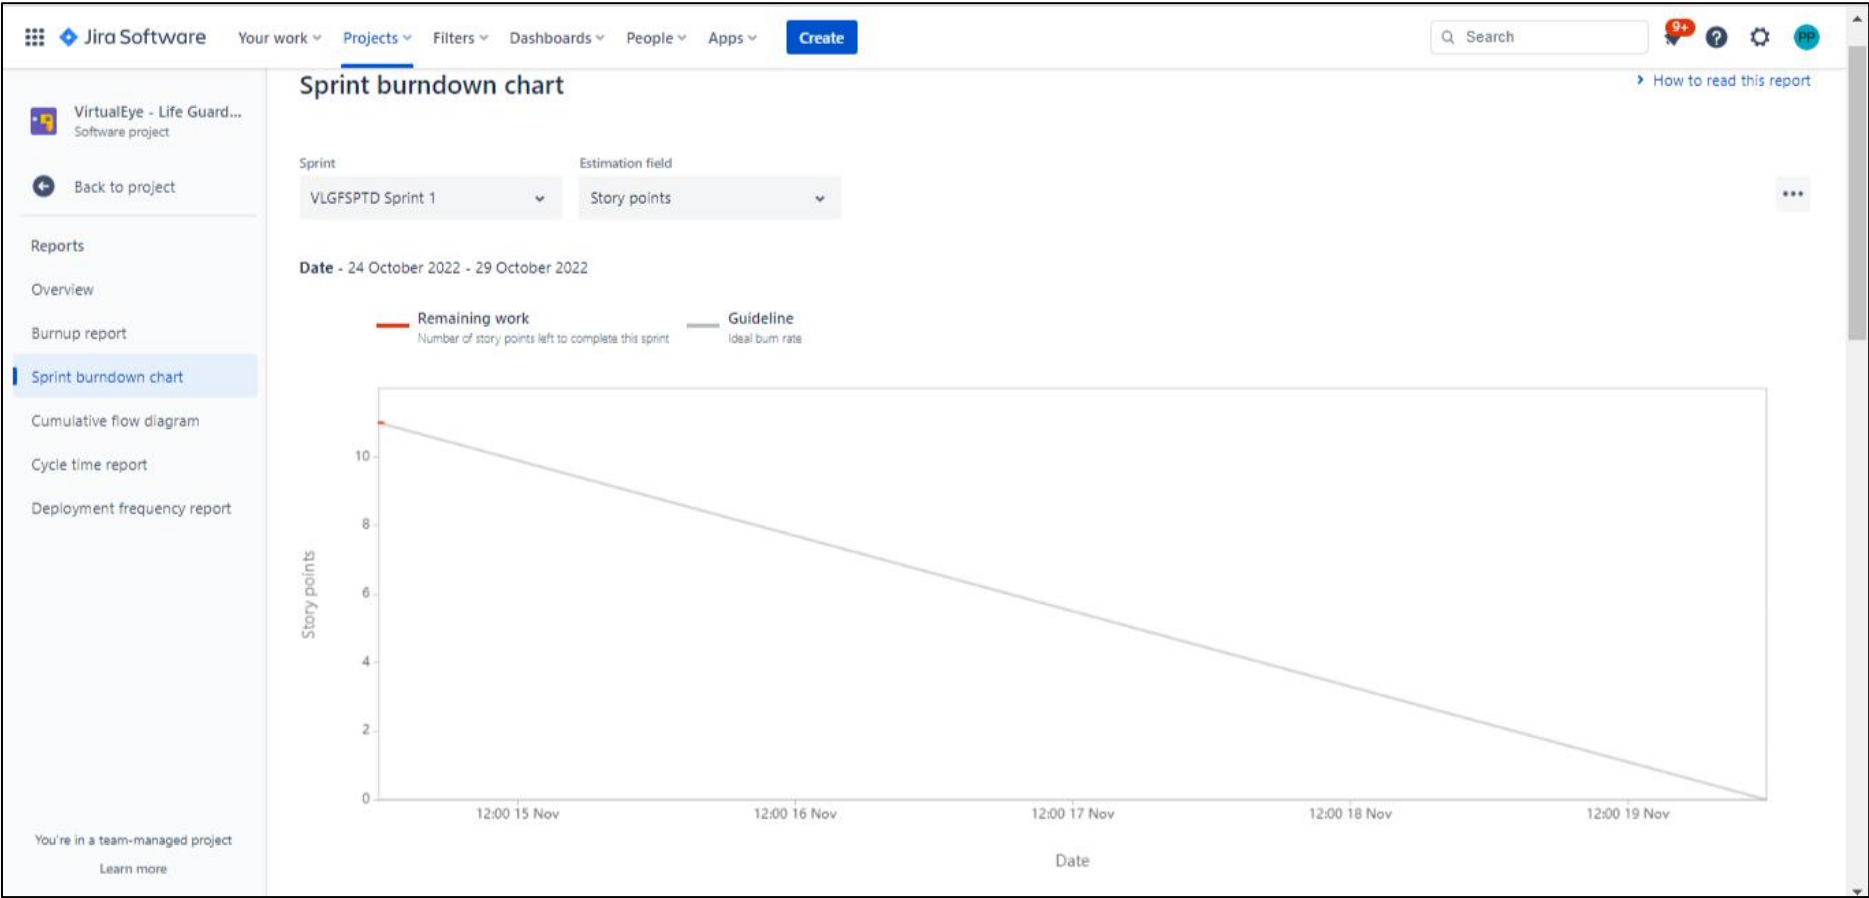 Jira Software Your work Projects Filters Dashboards People Apps Create Search 9+ ? PP
Sprint burndown chart
How to read this report
VirtualEye - Life Guard...
Software project
Back to project
Sprint
Estimation field
VLGFSPTD Sprint 1
Story points
•••
Reports
Overview
Burnup report
Sprint burndown chart
Cumulative flow diagram
Cycle time report
Deployment frequency report
Date - 24 October 2022 - 29 October 2022
Remaining work
Number of story points left to complete this sprint
Guideline
Ideal burn rate
10
8
6
4
2
0
Story points
12:00 15 Nov
12:00 16 Nov
12:00 17 Nov
12:00 18 Nov
12:00 19 Nov
Date
You're in a team-managed project
Learn more